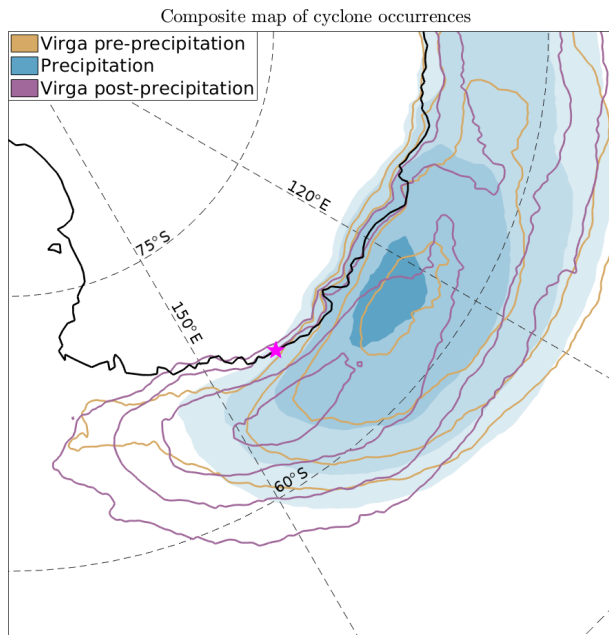 Composite map of cyclone occurrences
Virga pre-precipitation
Precipitation
Virga post-precipitation
120°E
75°S
150°E
60°S